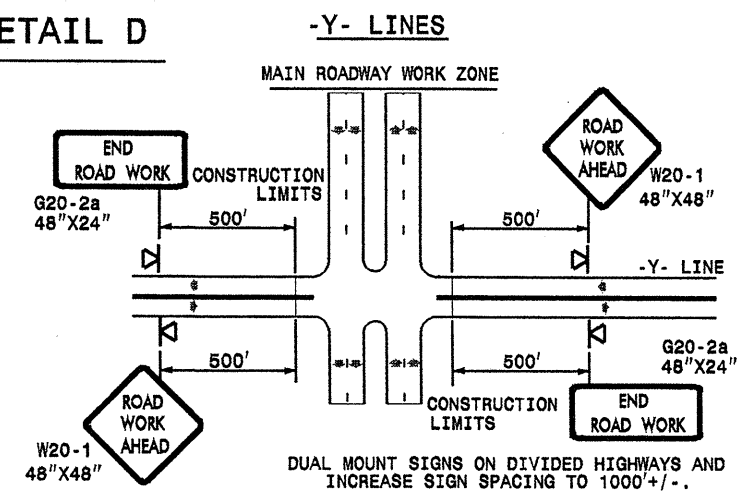 ETAIL D
-Y- LINES
MAIN ROADWAY WORK ZONE
END
ROAD WORK
G20-2a
48"X24"
CONSTRUCTION
LIMITS
500'
ROAD
WORK
AHEAD
W20-1
48"X48"
500'
-Y- LINE
500'
ROAD
WORK
AHEAD
W20-1
48"X48"
500'
CONSTRUCTION
LIMITS
G20-2a
48"X24"
END
ROAD WORK
DUAL MOUNT SIGNS ON DIVIDED HIGHWAYS AND
INCREASE SIGN SPACING TO 1000'+/-.